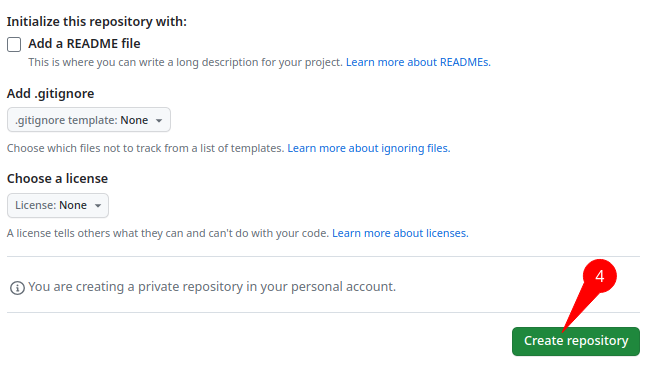 Initialize this repository with:
Add a README file
This is where you can write a long description for your project. Learn more about READMEs.
Add .gitignore
.gitignore template: None
Choose which files not to track from a list of templates. Learn more about ignoring files.
Choose a license
License: None
A license tells others what they can and can't do with your code. Learn more about licenses.
You are creating a private repository in your personal account.
4
Create repository